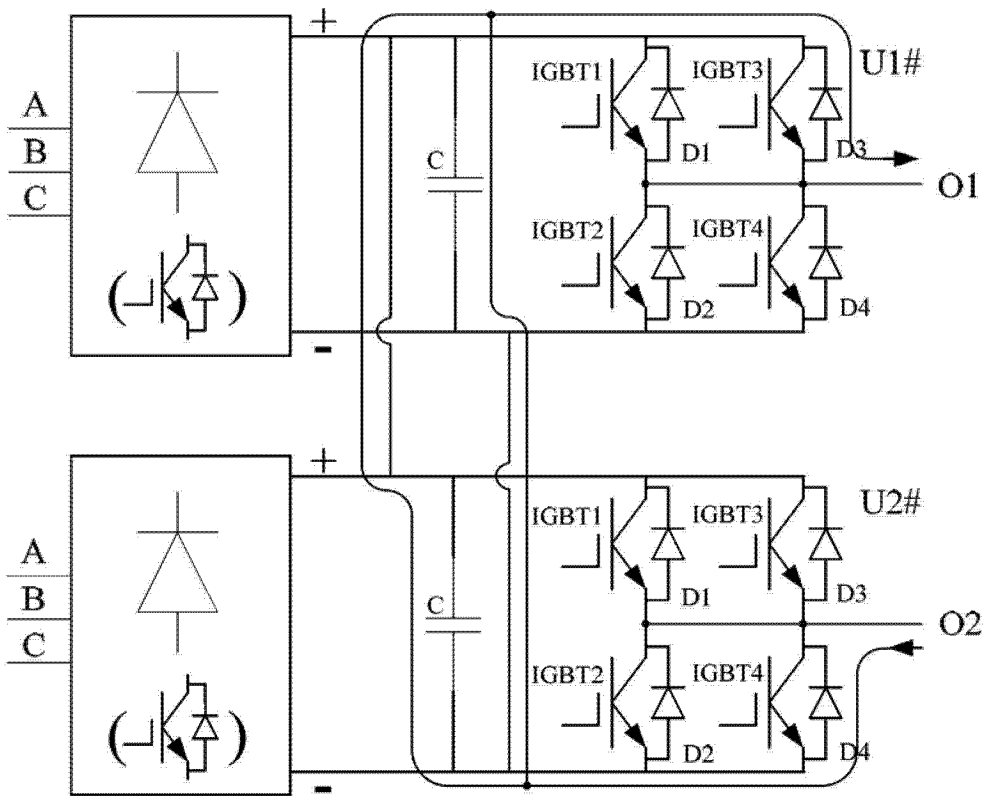 +
U1#
IGBT1
IGBT3
A
B
C
C
D1
D3
O1
IGBT2
IGBT4
( )
D2
D4
-
+
U2#
IGBT1
IGBT3
A
B
C
C
D1
D3
O2
IGBT2
IGBT4
( )
D2
D4
-